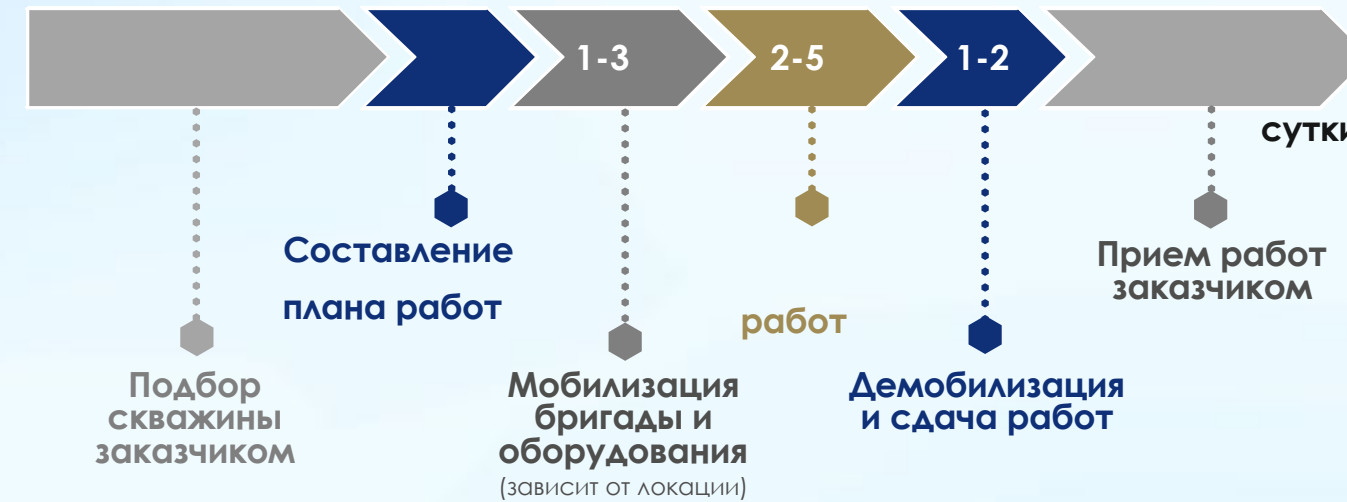 1-3
2-5
1-2
сутки
Составление
плана работ
работ
Прием работ
заказчиком
Подбор
скважины
заказчиком
Мобилизация
бригады и
оборудования
(зависит от локации)
Демобилизация
и сдача работ